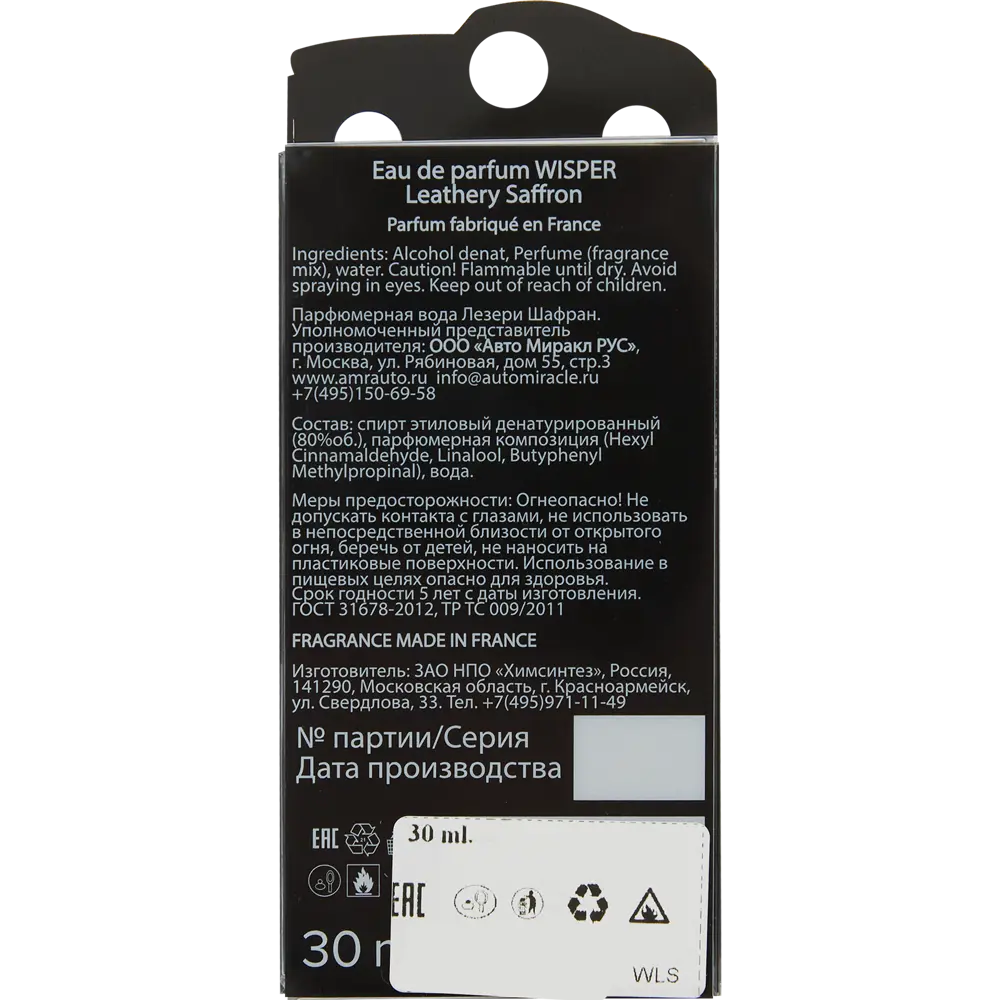 Eau de parfum WISPER
Leathery Saffron
Parfum fabriqué en France
Ingredients: Alcohol denat, Perfume (fragrance
mix), water. Caution! Flammable until dry. Avoid
spraying in eyes. Keep out of reach of children.
Парфюмерная вода Лезери Шафран.
Уполномоченный представитель
производителя: ООО «Авто Миракл РУС»,
г. Москва, ул. Рябиновая, дом 55, стр.3
www.amrauto.ru info@automiracle.ru
+7(495)150-69-58
Состав: спирт этиловый денатурированный
(80%об.), парфюмерная композиция (Hexyl
Cinnamaldehyde, Linalool, Butyphenyl
Methylpropinal), вода.
Меры предосторожности: Огнеопасно! Не
допускать контакта с глазами, не использовать
в непосредственной близости от открытого
огня, беречь от детей, не наносить на
пластиковые поверхности. Использование в
пищевых целях опасно для здоровья.
Срок годности 5 лет с даты изготовления.
ГОСТ 31678-2012, ТР ТС 009/2011
FRAGRANCE MADE IN FRANCE
Изготовитель: ЗАО НПО «Химсинтез», Россия,
141290, Московская область, г. Красноармейск,
ул. Свердлова, 33. Тел. +7(495)971-11-49
№ партии/Серия
Дата производства
EAC
30 ml.
EAC
30 m
WLS